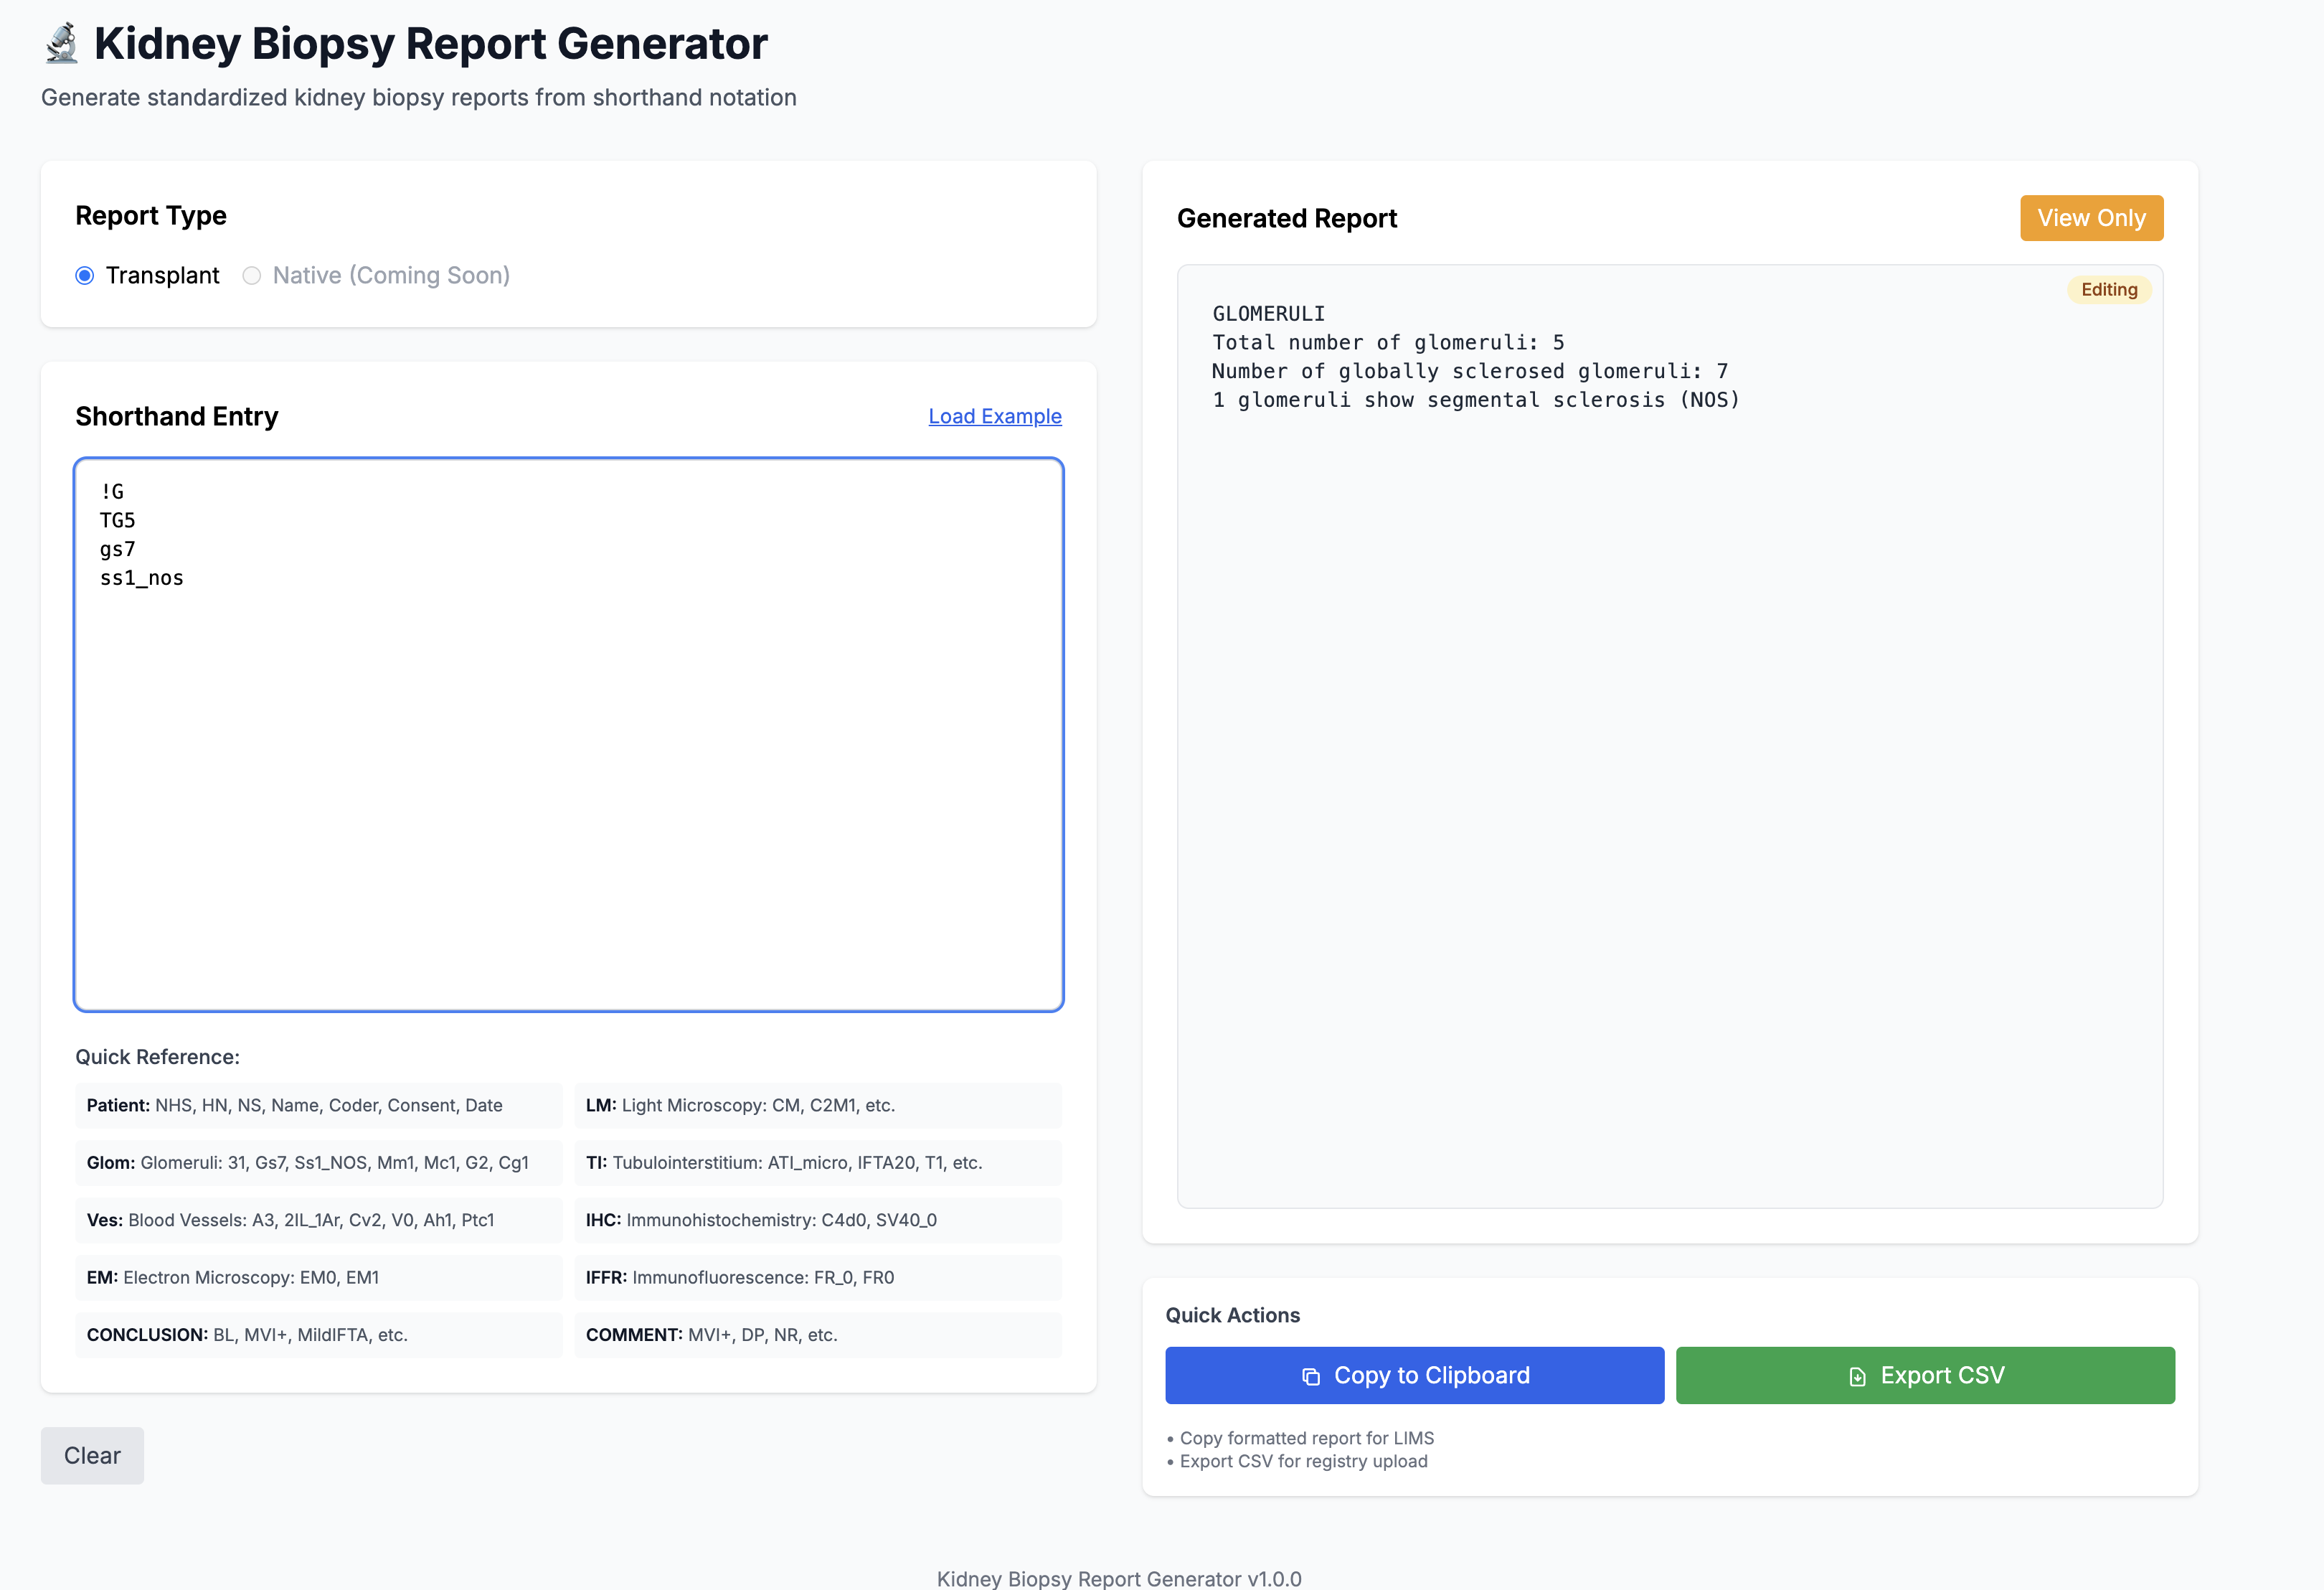 Kidney Biopsy Report Generator
Generate standardized kidney biopsy reports from shorthand notation
Report Type
Transplant
Native (Coming Soon)
Shorthand Entry
Load Example
!G
TG5
gs7
ss1_nos
Quick Reference:
Patient: NHS, HN, NS, Name, Coder, Consent, Date
LM: Light Microscopy: CM, C2M1, etc.
Glom: Glomeruli: 31, Gs7, Ss1_NOS, Mm1, Mc1, G2, Cg1
TI: Tubulointerstitium: ATI_micro, IFTA20, T1, etc.
Ves: Blood Vessels: A3, 2IL_1Ar, Cv2, V0, Ah1, Ptc1
IHC: Immunohistochemistry: C4d0, SV40_0
EM: Electron Microscopy: EM0, EM1
IFFR: Immunofluorescence: FR_0, FR0
CONCLUSION: BL, MVI+, MildIFTA, etc.
COMMENT: MVI+, DP, NR, etc.
Clear
Generated Report
View Only
Editing
GLOMERULI
Total number of glomeruli: 5
Number of globally sclerosed glomeruli: 7
1 glomeruli show segmental sclerosis (NOS)
Quick Actions
Copy to Clipboard
Export CSV
• Copy formatted report for LIMS
• Export CSV for registry upload
Kidney Biopsy Report Generator v1.0.0